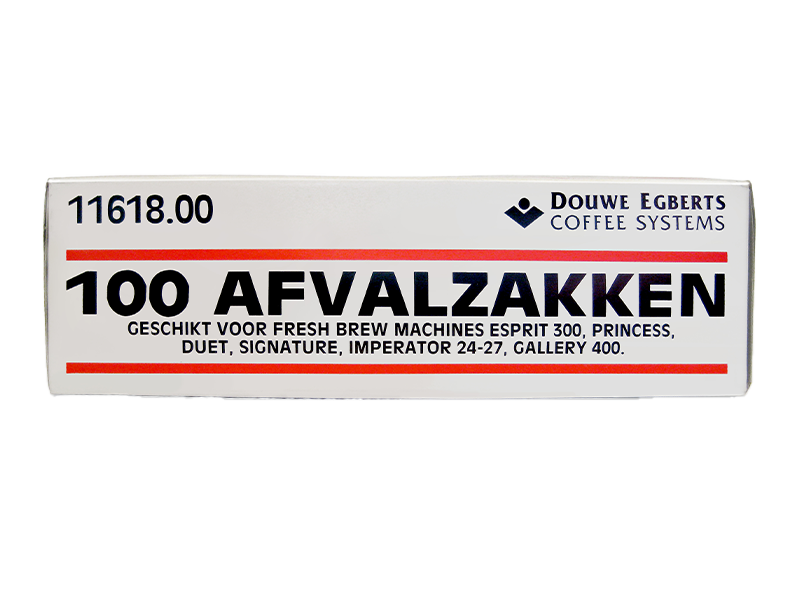 11618.00
DOUWE EGBERTS
COFFEE SYSTEMS
100 AFVALZAKKEN
GESCHIKT VOOR FRESH BREW MACHINES ESPRIT 300, PRINCESS,
DUET, SIGNATURE, IMPERATOR 24-27, GALLERY 400.